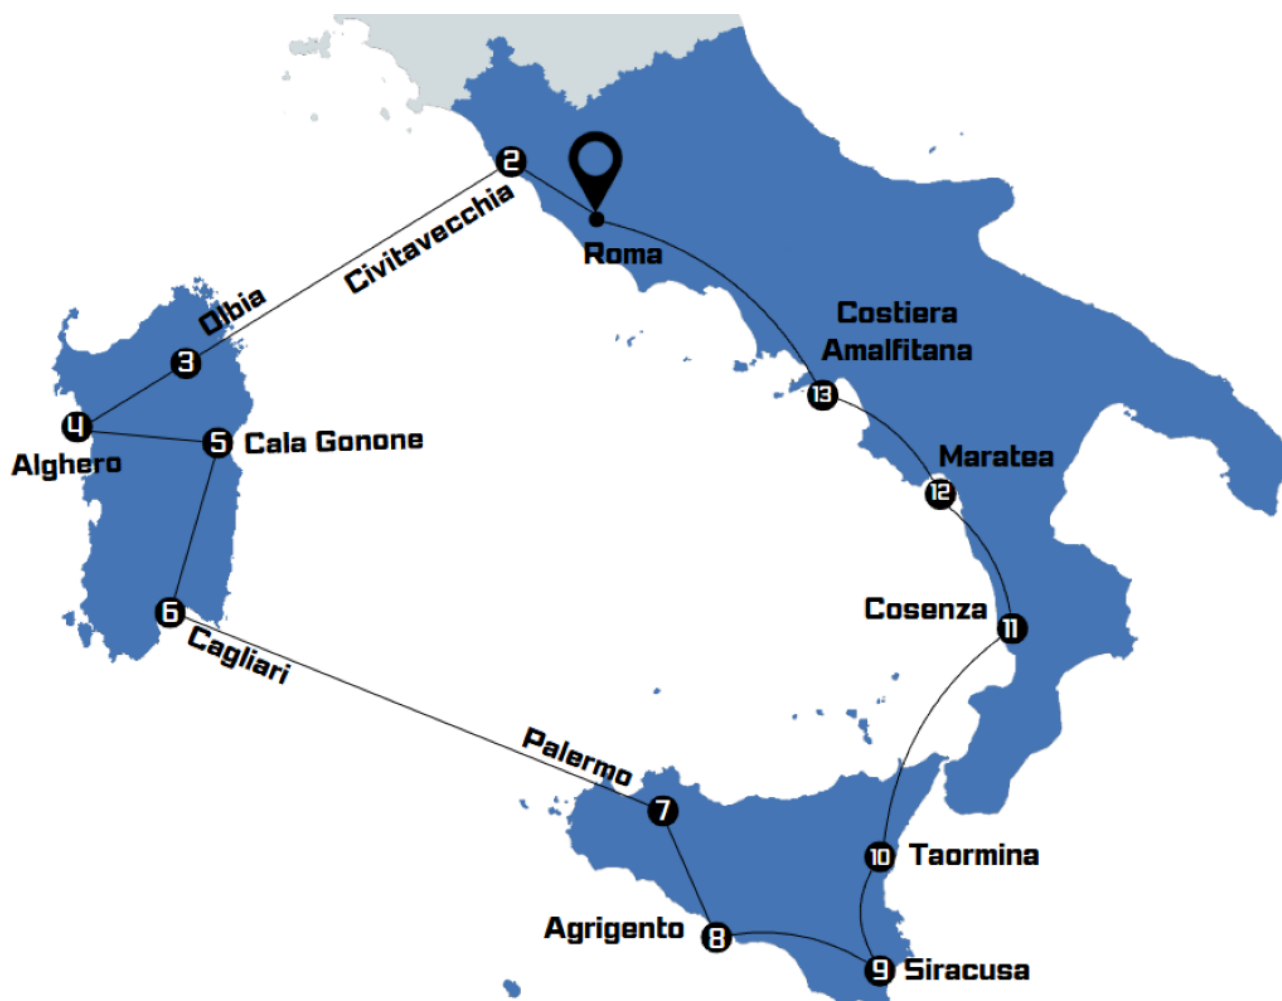 2
Roma
Civitavecchia
Olbia
3
4
Alghero
5
Cala Gonone
6
Cagliari
Palermo
7
Agrigento
8
9
Siracusa
10
Taormina
Cosenza
11
Maratea
12
Costiera
Amalfitana
13